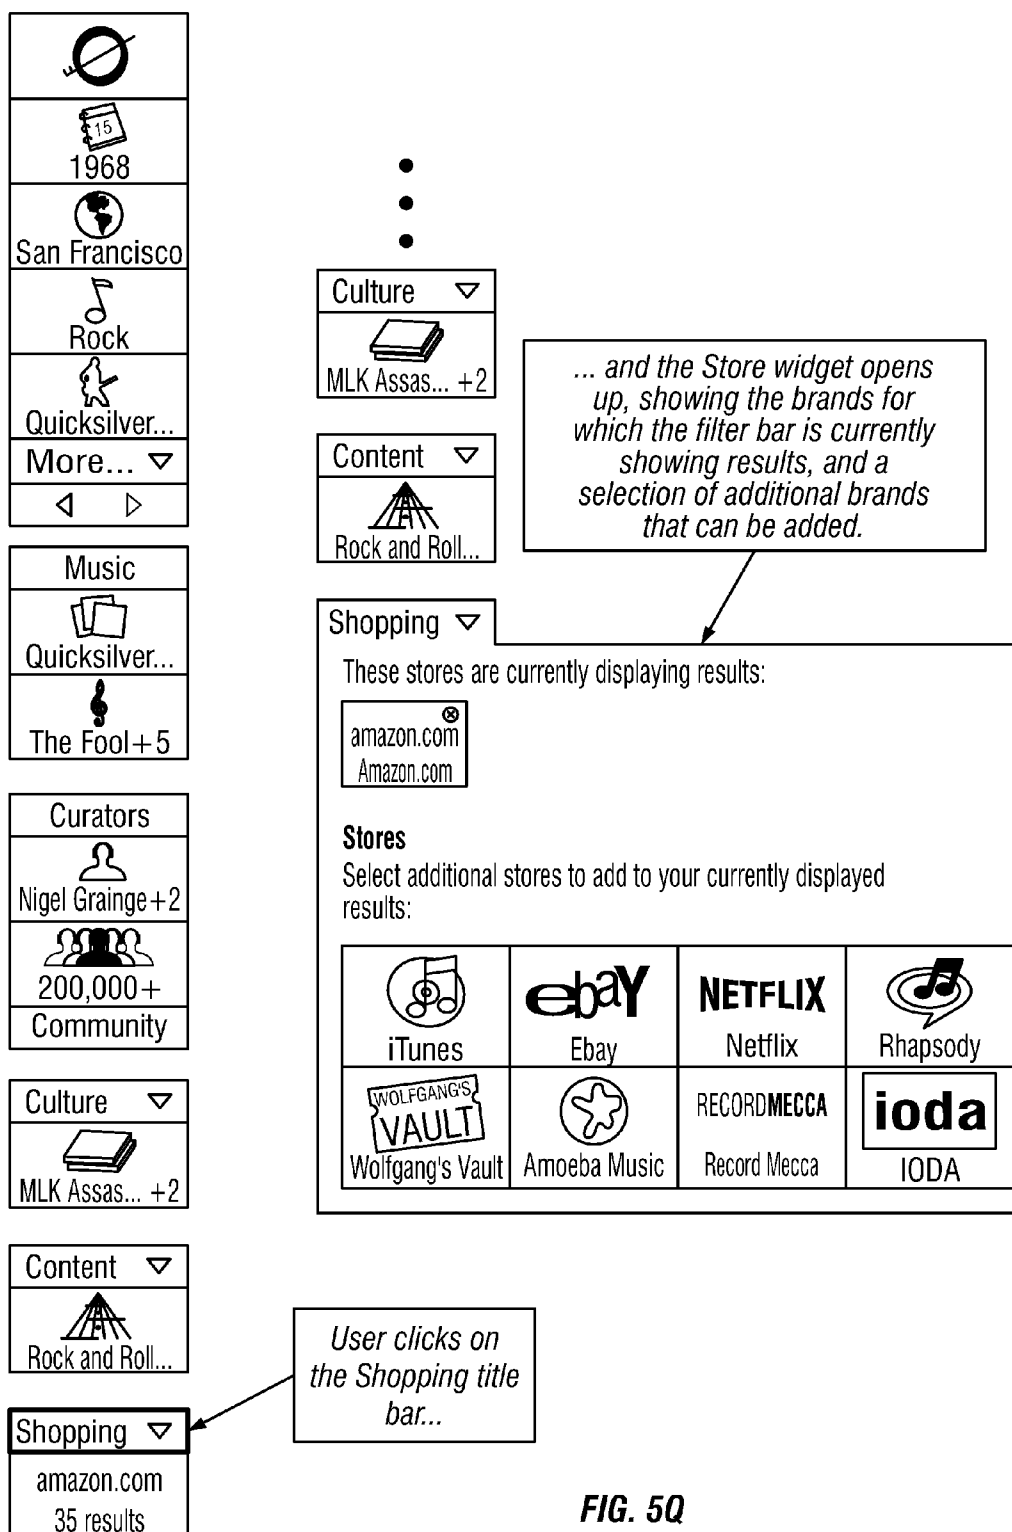 15
1968
San Francisco
Rock
Quicksilver...
More...
Music
Quicksilver...
The Fool+5
Curators
Nigel Grainge+2
200,000+
Community
Culture
MLK Assas... +2
Content
Rock and Roll...
Shopping
amazon.com
35 results
User clicks on
the Shopping title
bar...
Culture
MLK Assas... +2
Content
Rock and Roll...
... and the Store widget opens
up, showing the brands for
which the filter bar is currently
showing results, and a
selection of additional brands
that can be added.
Shopping
These stores are currently displaying results:
amazon.com
Amazon.com
Stores
Select additional stores to add to your currently displayed
results:
iTunes
ebaY
Ebay
NETFLIX
Netflix
Rhapsody
WOLFGANG'S
VAULT
Wolfgang's Vault
Amoeba Music
RECORDMECCA
Record Mecca
ioda
IODA
FIG. 5Q